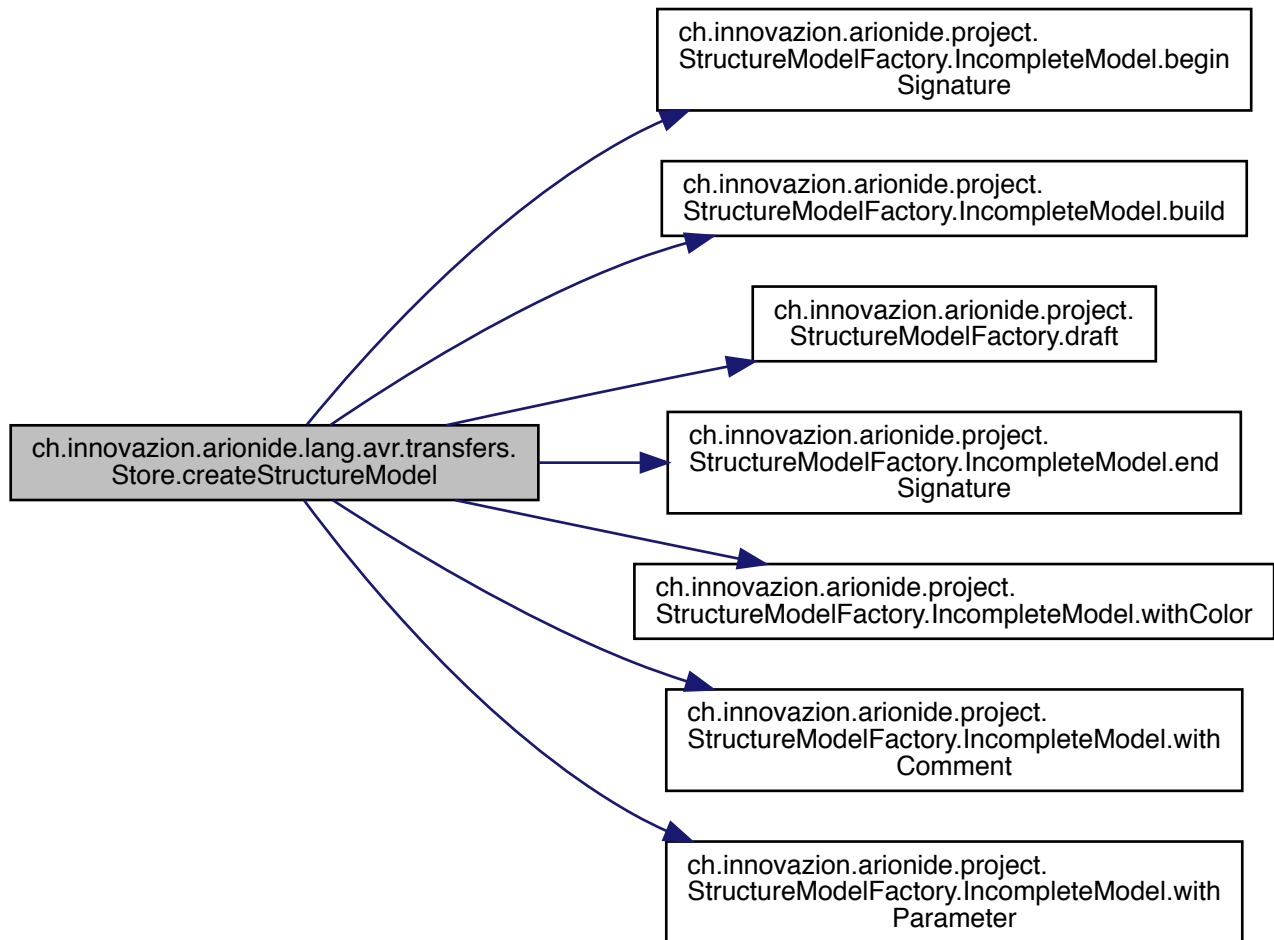 ch.innovazion.arionide.project.
StructureModelFactory.IncompleteModel.begin
Signature
ch.innovazion.arionide.project.
StructureModelFactory.IncompleteModel.build
ch.innovazion.arionide.project.
StructureModelFactory.draft
ch.innovazion.arionide.lang.avr.transfers.
Store.createStructureModel
ch.innovazion.arionide.project.
StructureModelFactory.IncompleteModel.end
Signature
ch.innovazion.arionide.project.
StructureModelFactory.IncompleteModel.withColor
ch.innovazion.arionide.project.
StructureModelFactory.IncompleteModel.with
Comment
ch.innovazion.arionide.project.
StructureModelFactory.IncompleteModel.with
Parameter